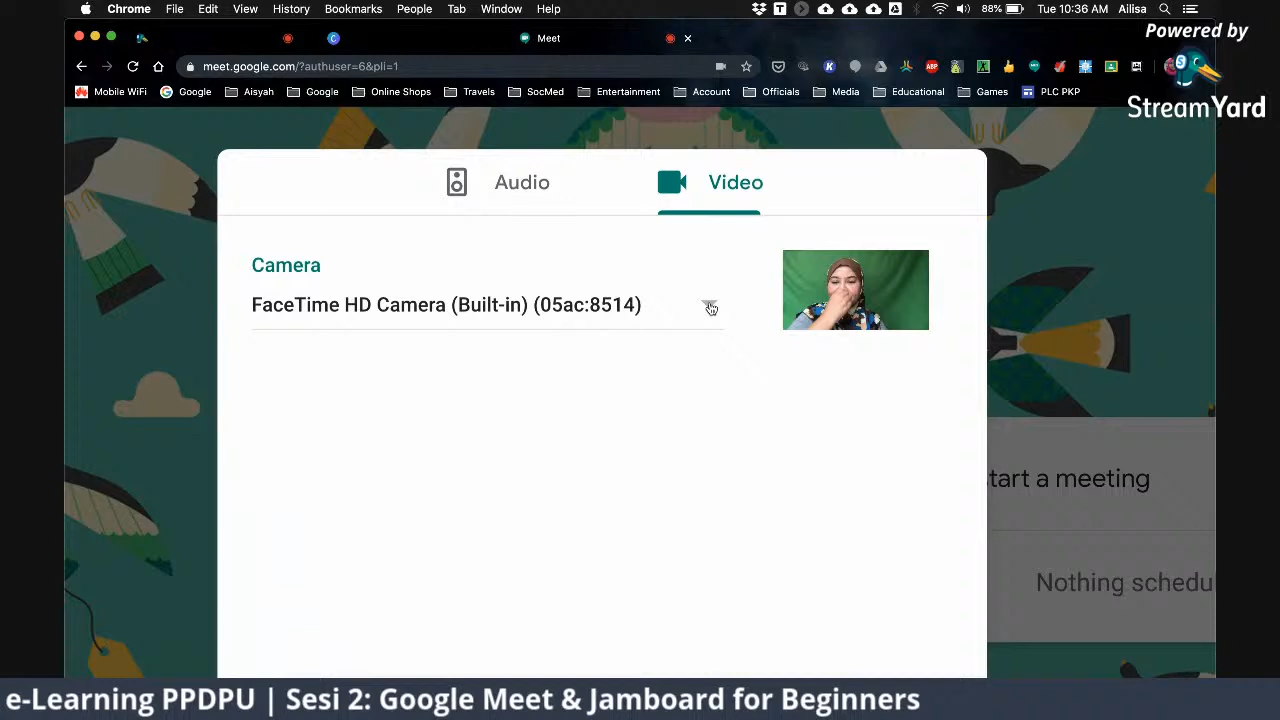 Chrome File Edit View History Bookmarks People Tab Window Help 88% Tue 10:36 AM Ailisa
Powered by
StreamYard
Meet
meet.google.com/?authuser=6&pli=1
Mobile WiFi Google Aisyah Google Online Shops Travels SocMed Entertainment Account Officials Media Educational Games PLC PKP
Audio Video
Camera
FaceTime HD Camera (Built-in) (05ac:8514)
tart a meeting
Nothing schedu
e-Learning PPDPU | Sesi 2: Google Meet & Jamboard for Beginners